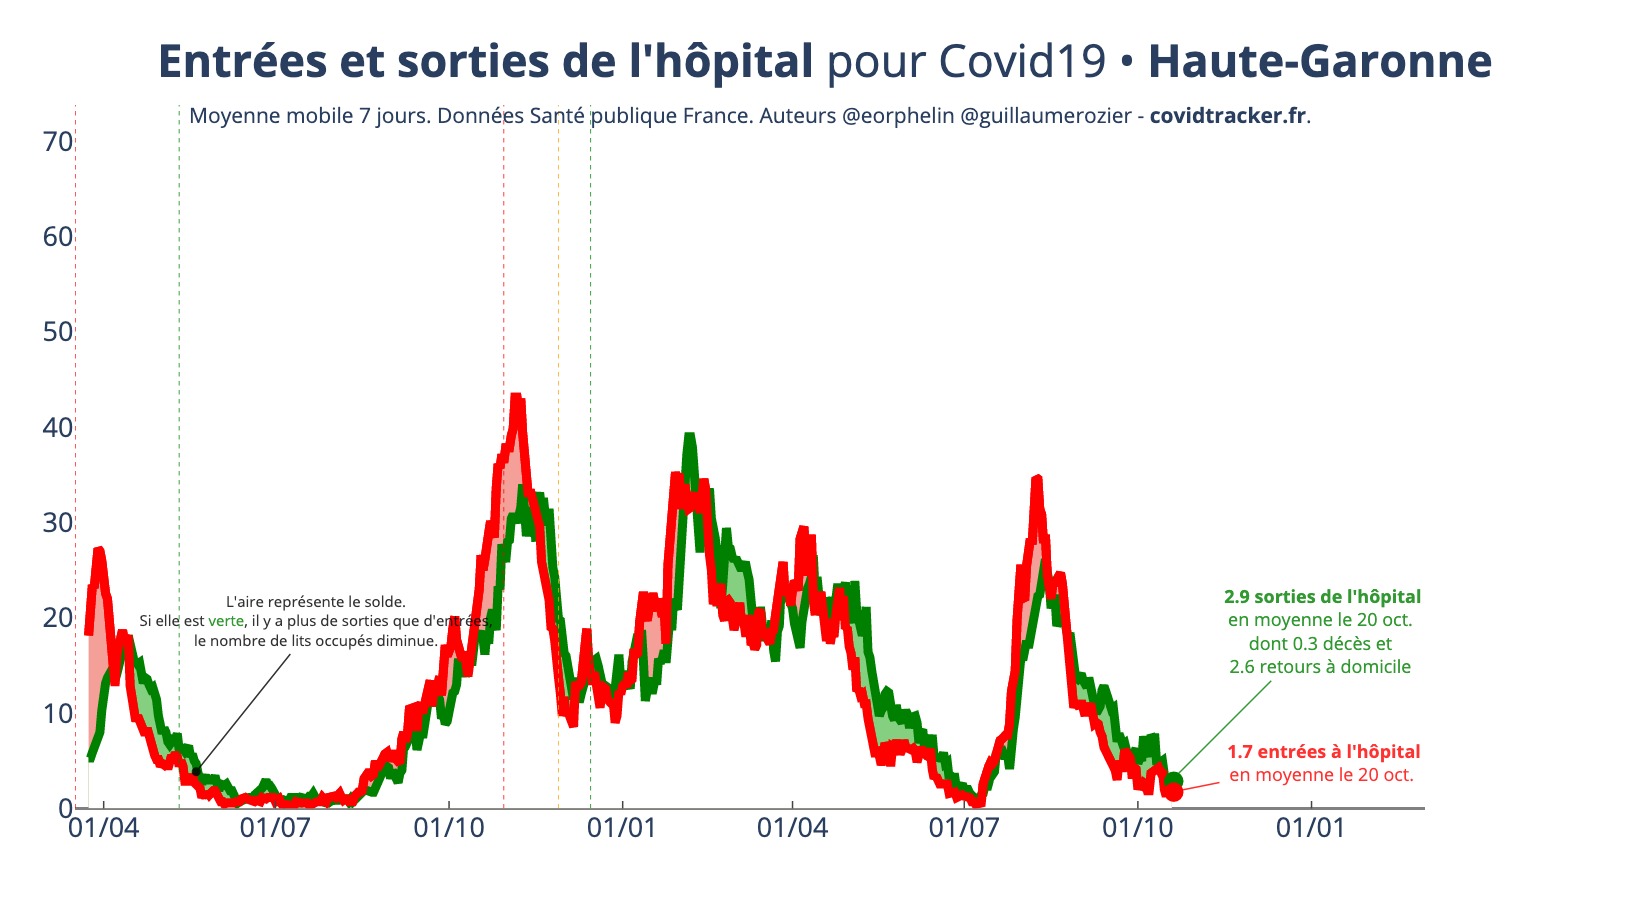 Entrées et sorties de l'hôpital pour Covid19 • Haute-Garonne
Moyenne mobile 7 jours. Données Santé publique France. Auteurs @eorphelin @guillaumerozier - covidtracker.fr.
70
60
50
40
30
20
10
0
L'aire représente le solde.
Si elle est verte, il y a plus de sorties que d'entrées,
le nombre de lits occupés diminue.
2.9 sorties de l'hôpital
en moyenne le 20 oct.
dont 0.3 décès et
2.6 retours à domicile
1.7 entrées à l'hôpital
en moyenne le 20 oct.
01/04 01/07 01/10 01/01 01/04 01/07 01/10 01/01